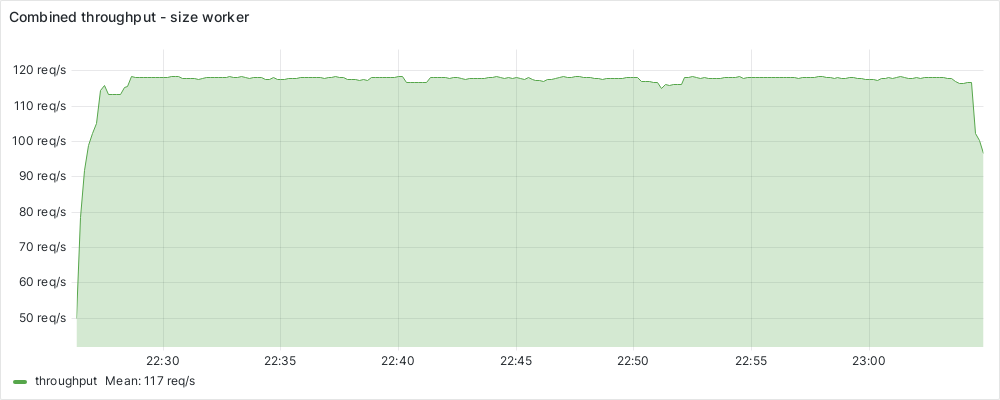 Combined throughput - size worker
120 req/s
110 req/s
100 req/s
90 req/s
80 req/s
70 req/s
60 req/s
50 req/s
22:30 22:35 22:40 22:45 22:50 22:55 23:00
throughput Mean: 117 req/s